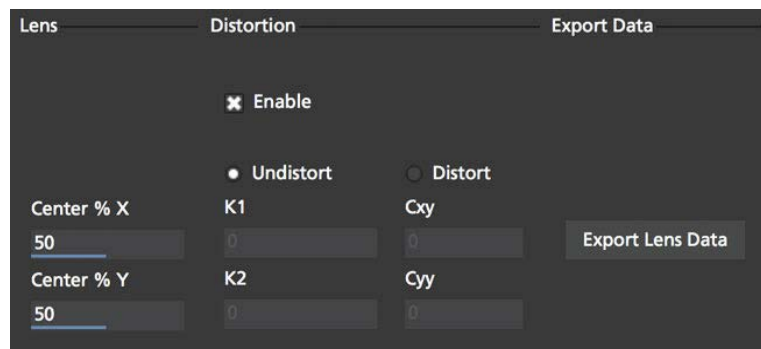 Lens Distortion Export Data
Enable
Undistort Distort
Center % X K1 Cxy
50 0 0 Export Lens Data
Center % Y K2 Cyy
50 0 0